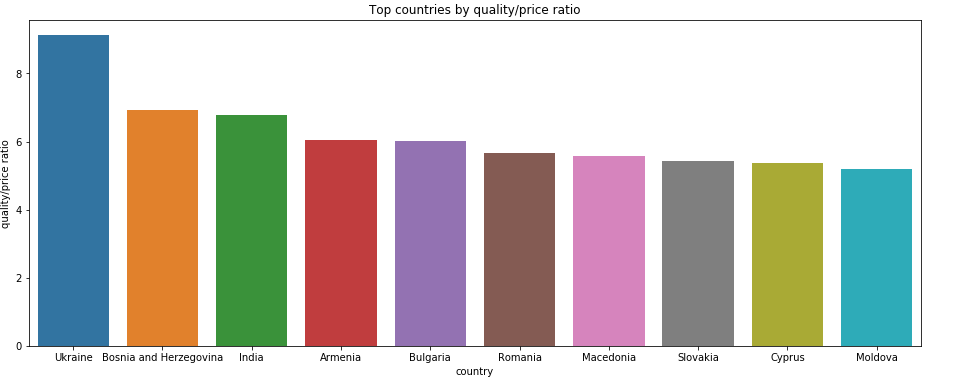 Top countries by quality/price ratio
quality/price ratio
8
6
4
2
0
Ukraine Bosnia and Herzegovina India Armenia Bulgaria Romania Macedonia Slovakia Cyprus Moldova
country